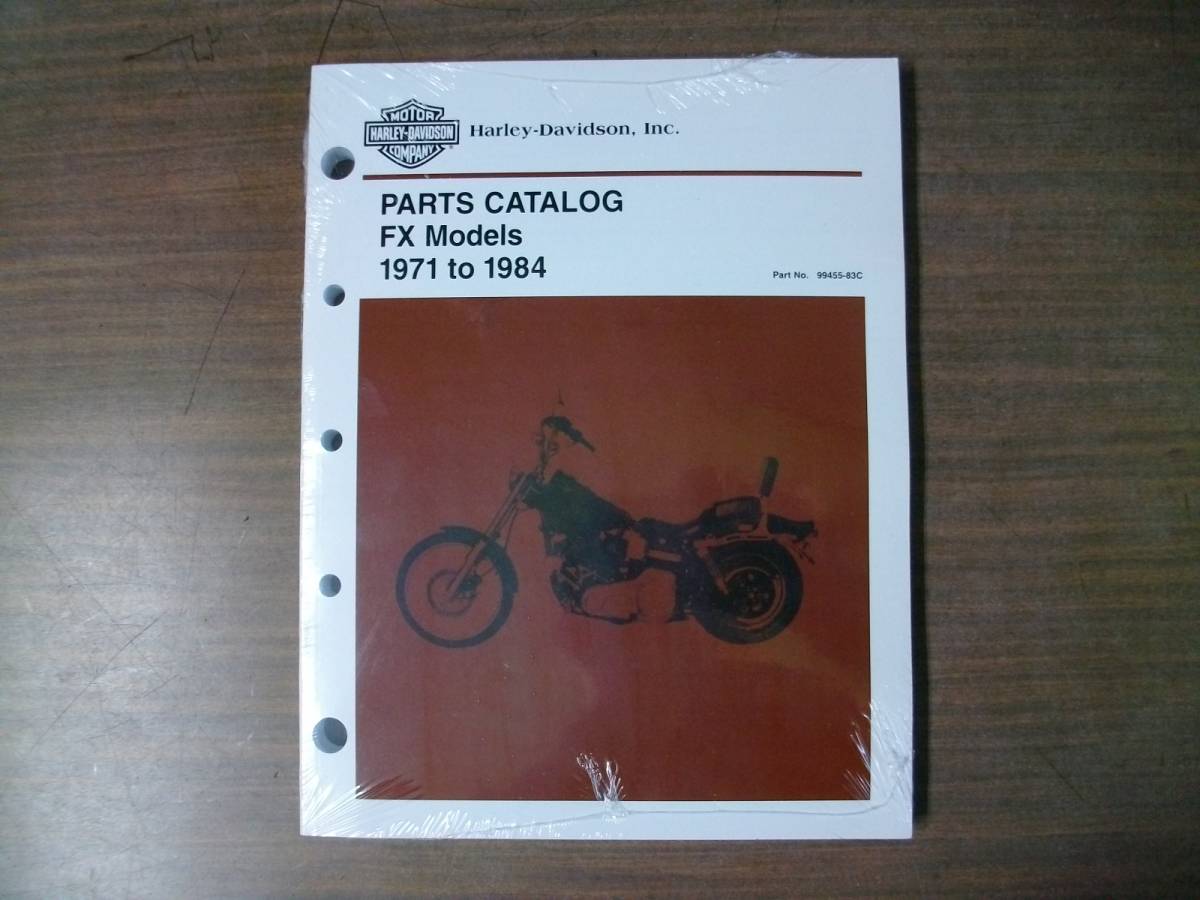 MOTOR
HARLEY-DAVIDSON
COMPANY
Harley-Davidson, Inc.
PARTS CATALOG
FX Models
1971 to 1984
Part No. 99455-83C